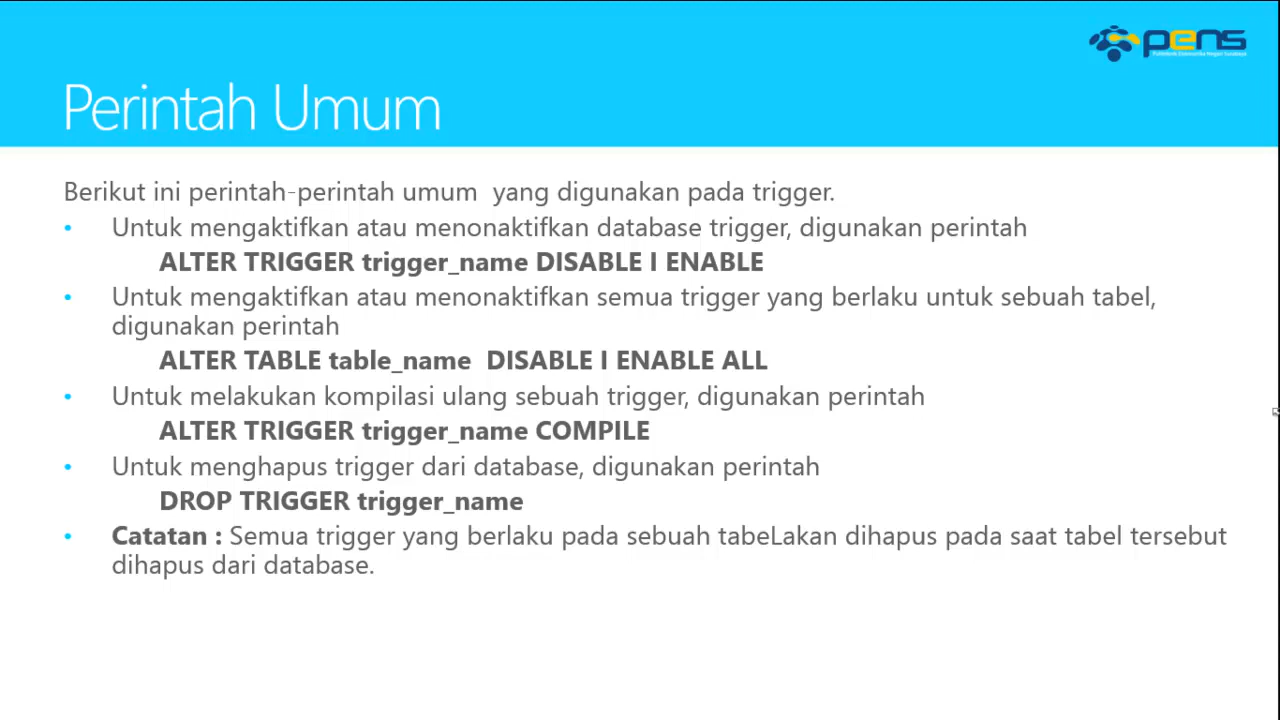 pens
Politeknik Elektronika Negeri Surabaya
Perintah Umum
Berikut ini perintah-perintah umum  yang digunakan pada trigger.
• Untuk mengaktifkan atau menonaktifkan database trigger, digunakan perintah
ALTER TRIGGER trigger_name DISABLE I ENABLE
• Untuk mengaktifkan atau menonaktifkan semua trigger yang berlaku untuk sebuah tabel,
digunakan perintah
ALTER TABLE table_name  DISABLE I ENABLE ALL
• Untuk melakukan kompilasi ulang sebuah trigger, digunakan perintah
ALTER TRIGGER trigger_name COMPILE
• Untuk menghapus trigger dari database, digunakan perintah
DROP TRIGGER trigger_name
• Catatan : Semua trigger yang berlaku pada sebuah tabeLakan dihapus pada saat tabel tersebut
dihapus dari database.